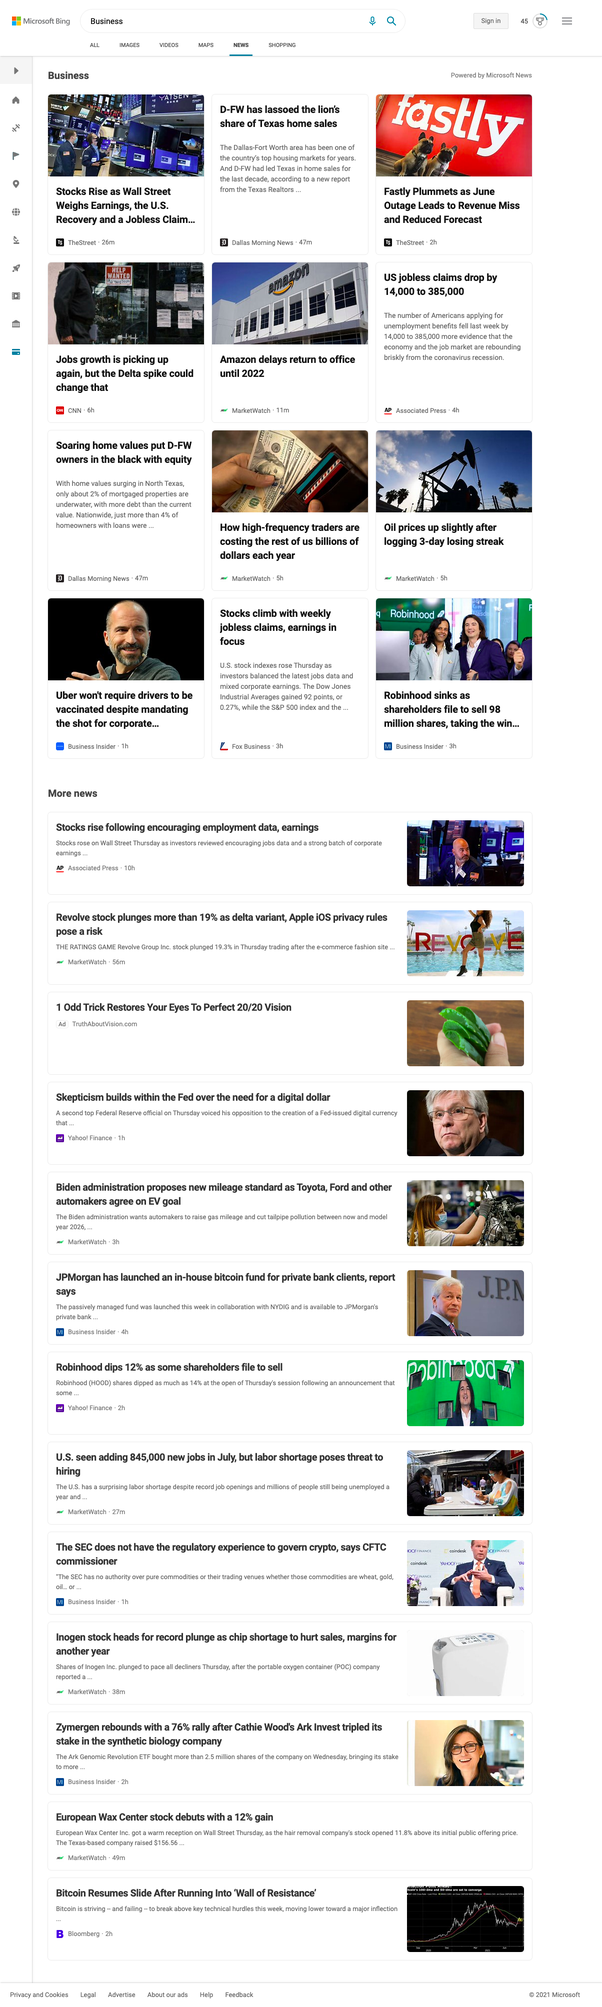 Microsoft Bing
Business
Sign in
45
ALL
IMAGES
VIDEOS
MAPS
NEWS
SHOPPING
Business
Powered by Microsoft News
Stocks Rise as Wall Street
Weighs Earnings, the U.S.
Recovery and a Jobless Claim...
TheStreet · 26m
D-FW has lassoed the lion's
share of Texas home sales
The Dallas-Fort Worth area has been one of
the country's top housing markets for years.
And D-FW had led Texas in home sales for
the last decade, according to a new report
from the Texas Realtors ...
Dallas Morning News · 47m
fastly
Fastly Plummets as June
Outage Leads to Revenue Miss
and Reduced Forecast
TheStreet · 2h
HELP
WANTED
Jobs growth is picking up
again, but the Delta spike could
change that
CNN · 6h
amazon
Amazon delays return to office
until 2022
MarketWatch · 11m
US jobless claims drop by
14,000 to 385,000
The number of Americans applying for
unemployment benefits fell last week by
14,000 to 385,000 more evidence that the
economy and the job market are rebounding
briskly from the coronavirus recession.
AP Associated Press · 4h
Soaring home values put D-FW
owners in the black with equity
With home values surging in North Texas,
only about 2% of mortgaged properties are
underwater, with more debt than the current
value. Nationwide, just more than 4% of
homeowners with loans were ...
Dallas Morning News · 47m
How high-frequency traders are
costing the rest of us billions of
dollars each year
MarketWatch · 5h
Oil prices up slightly after
logging 3-day losing streak
MarketWatch · 5h
Uber won't require drivers to be
vaccinated despite mandating
the shot for corporate...
Business Insider · 1h
Stocks climb with weekly
jobless claims, earnings in
focus
U.S. stock indexes rose Thursday as
investors balanced the latest jobs data and
mixed corporate earnings. The Dow Jones
Industrial Averages gained 92 points, or
0.27%, while the S&P 500 index and the ...
Fox Business · 3h
Robinhood
Robinhood sinks as
shareholders file to sell 98
million shares, taking the win...
Business Insider · 3h
More news
Stocks rise following encouraging employment data, earnings
Stocks rose on Wall Street Thursday as investors reviewed encouraging jobs data and a strong batch of corporate
earnings ...
AP Associated Press · 10h
Revolve stock plunges more than 19% as delta variant, Apple iOS privacy rules
pose a risk
THE RATINGS GAME Revolve Group Inc. stock plunged 19.3% in Thursday trading after the e-commerce fashion site ...
MarketWatch · 56m
1 Odd Trick Restores Your Eyes To Perfect 20/20 Vision
Ad TruthAboutVision.com
Skepticism builds within the Fed over the need for a digital dollar
A second top Federal Reserve official on Thursday voiced his opposition to the creation of a Fed-issued digital currency
that ...
Yahoo! Finance · 1h
Biden administration proposes new mileage standard as Toyota, Ford and other
automakers agree on EV goal
The Biden administration wants automakers to raise gas mileage and cut tailpipe pollution between now and model
year 2026, ...
MarketWatch · 3h
JPMorgan has launched an in-house bitcoin fund for private bank clients, report
says
The passively managed fund was launched this week in collaboration with NYDIG and is available to JPMorgan's
private bank ...
Business Insider · 4h
Robinhood dips 12% as some shareholders file to sell
Robinhood (HOOD) shares dipped as much as 14% at the open of Thursday's session following an announcement that
some ...
Yahoo! Finance · 2h
U.S. seen adding 845,000 new jobs in July, but labor shortage poses threat to
hiring
The U.S. has a surprising labor shortage despite record job openings and millions of people still being unemployed a
year and ...
MarketWatch · 27m
The SEC does not have the regulatory experience to govern crypto, says CFTC
commissioner
"The SEC has no authority over pure commodities or their trading venues whether those commodities are wheat, gold,
oil... or ...
Business Insider · 1h
Inogen stock heads for record plunge as chip shortage to hurt sales, margins for
another year
Shares of Inogen Inc. plunged to pace all decliners Thursday, after the portable oxygen container (POC) company
reported a ...
MarketWatch · 38m
Zymergen rebounds with a 76% rally after Cathie Wood's Ark Invest tripled its
stake in the synthetic biology company
The Ark Genomic Revolution ETF bought more than 2.5 million shares of the company on Wednesday, bringing its stake
to more ...
Business Insider · 2h
European Wax Center stock debuts with a 12% gain
European Wax Center Inc. got a warm reception on Wall Street Thursday, as the hair removal company's stock opened 11.8% above its initial public offering price.
The Texas-based company raised $156.56 ...
MarketWatch · 49m
Bitcoin Resumes Slide After Running Into 'Wall of Resistance'
Bitcoin is striving -- and failing -- to break above key technical hurdles this week, moving lower toward a major inflection
...
Bloomberg · 2h
Privacy and Cookies
Legal
Advertise
About our ads
Help
Feedback
© 2021 Microsoft